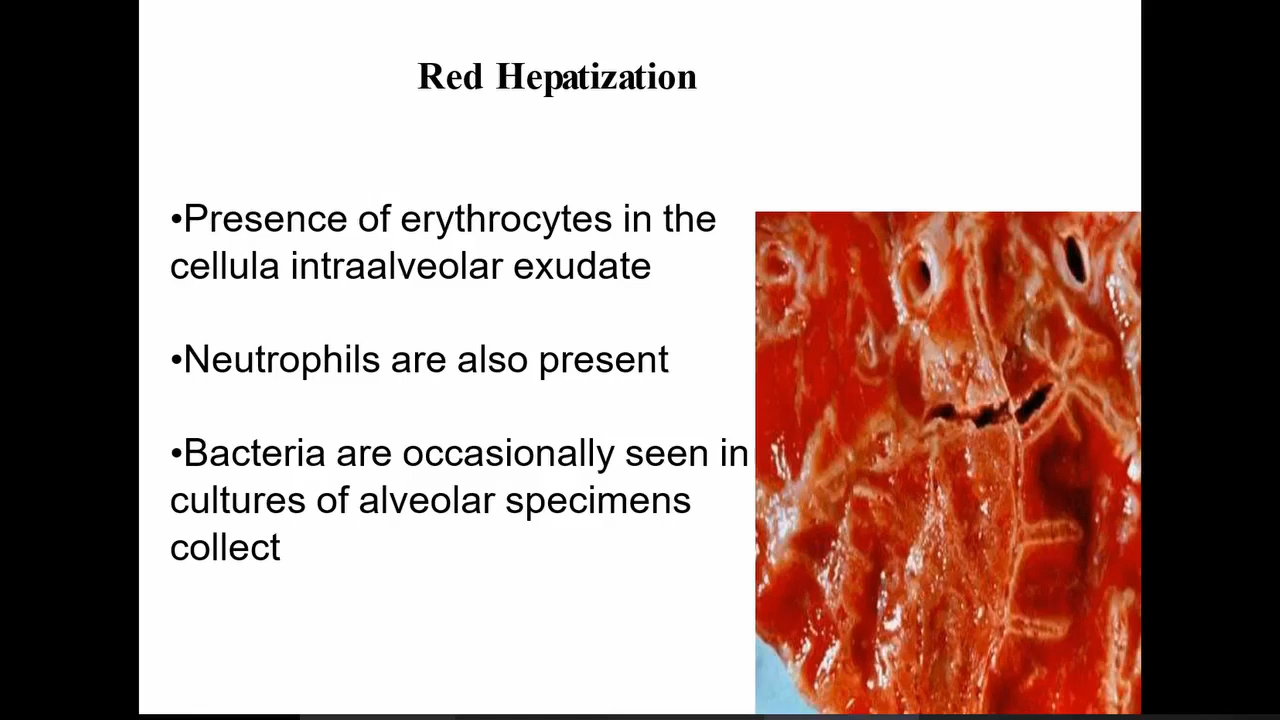 Red Hepatization
•Presence of erythrocytes in the
cellula intraalveolar exudate
•Neutrophils are also present
•Bacteria are occasionally seen in
cultures of alveolar specimens
collect